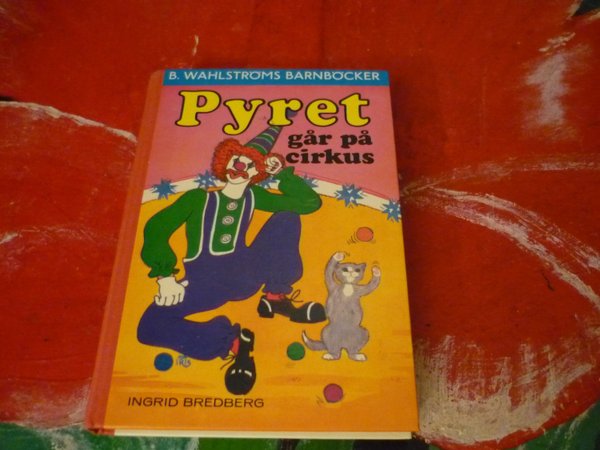 B. WAHLSTRÖMS BARNBÖCKER
Pyret
går på
cirkus
INGRID BREDBERG